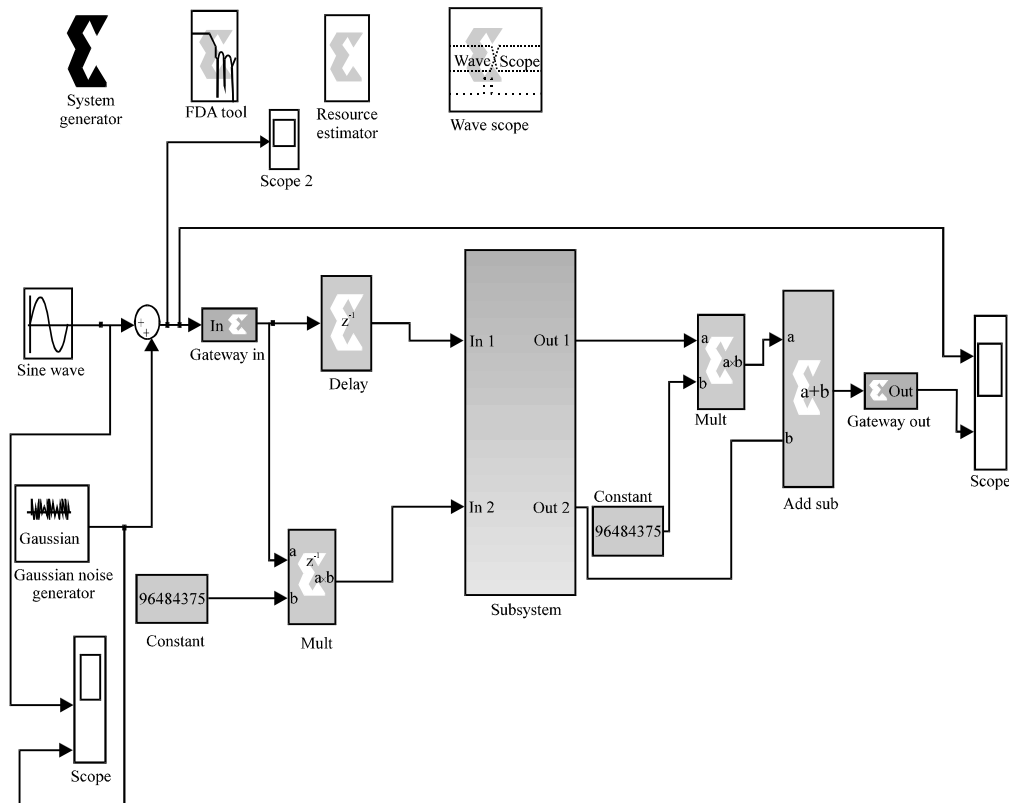 System
generator
FDA tool
Resource
estimator
Wave Scope
Wave scope
Scope 2
Sine wave
+
+
In
Gateway in
z-1
Delay
In 1
Out 1
In 2
Out 2
Subsystem
a
b
a×b
Mult
a
b
a+b
Add sub
Out
Gateway out
Scope
Constant
96484375
Gaussian
Gaussian noise
generator
96484375
Constant
a
z-1
a×b
b
Mult
Scope